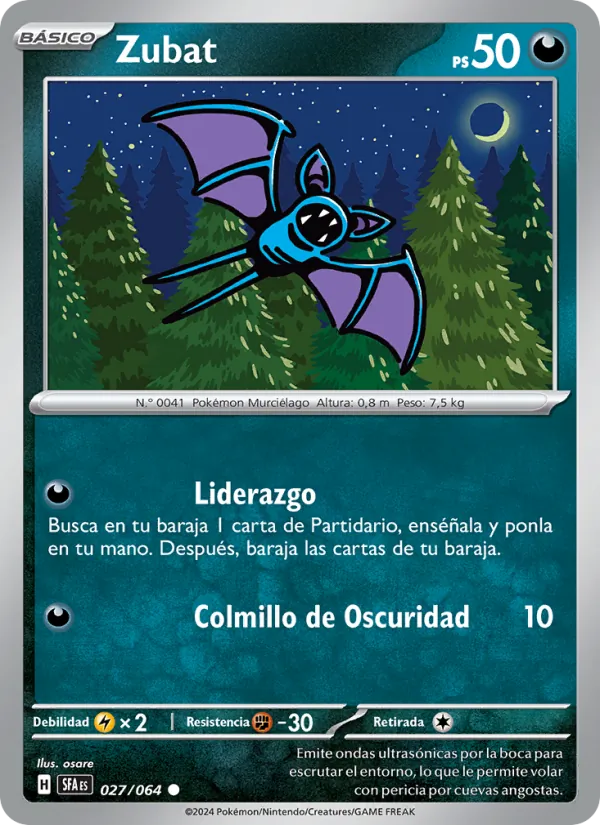 BÁSICO Zubat PS 50
N.º 0041 Pokémon Murciélago Altura: 0,8 m Peso: 7,5 kg
Liderazgo
Busca en tu baraja 1 carta de Partidario, enséñala y ponla
en tu mano. Después, baraja las cartas de tu baraja.
Colmillo de Oscuridad 10
Debilidad ×2 | Resistencia -30 Retirada
Ilus. osare
H SFA ES 027/064
Emite ondas ultrasónicas por la boca para
escrutar el entorno, lo que le permite volar
con pericia por cuevas angostas.
©2024 Pokémon/Nintendo/Creatures/GAME FREAK